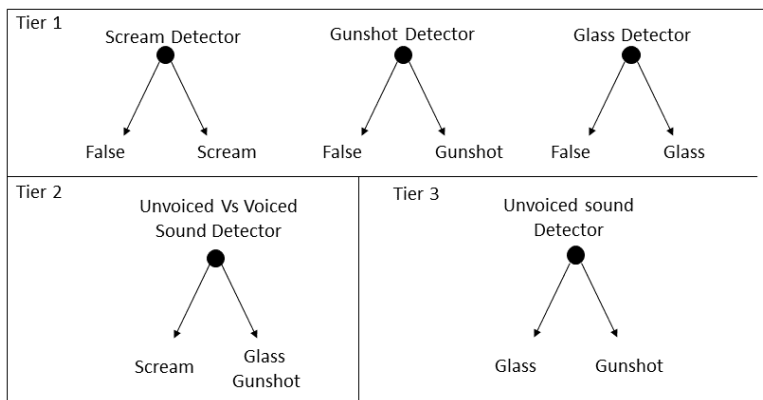 Tier 1
Scream Detector
Gunshot Detector
Glass Detector
False
Scream
False
Gunshot
False
Glass
Tier 2
Unvoiced Vs Voiced
Sound Detector
Scream
Glass
Gunshot
Tier 3
Unvoiced sound
Detector
Glass
Gunshot